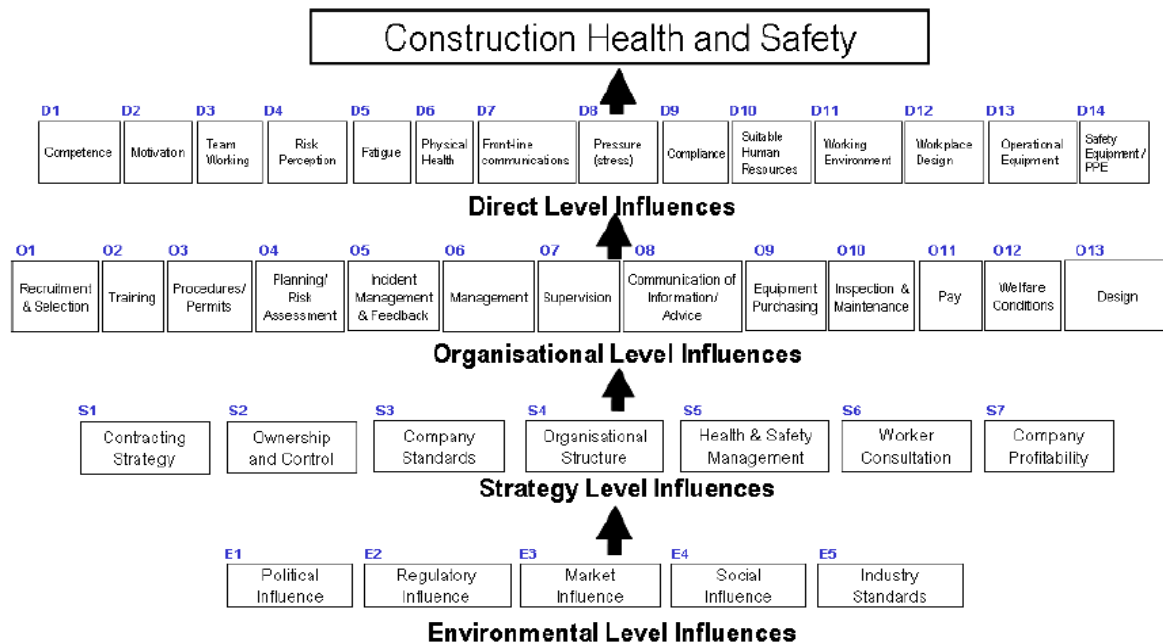 Construction Health and Safety
D1 D2 D3 D4 D5 D6 D7 D8 D9 D10 D11 D12 D13 D14
Competence
Motivation
Team
Working
Risk
Perception
Fatigue
Physical
Health
Front-line
communications
Pressure
(stress)
Compliance
Suitable
Human
Resources
Working
Environment
Workplace
Design
Operational
Equipment
Safety
Equipment /
PPE
Direct Level Influences
O1 O2 O3 O4 O5 O6 O7 O8 O9 O10 O11 O12 O13
Recruitment
& Selection
Training
Procedures/
Permits
Planning/
Risk
Assessment
Incident
Management
& Feedback
Management
Supervision
Communication of
Information/
Advice
Equipment
Purchasing
Inspection &
Maintenance
Pay
Welfare
Conditions
Design
Organisational Level Influences
S1 S2 S3 S4 S5 S6 S7
Contracting
Strategy
Ownership
and Control
Company
Standards
Organisational
Structure
Health & Safety
Management
Worker
Consultation
Company
Profitability
Strategy Level Influences
E1 E2 E3 E4 E5
Political
Influence
Regulatory
Influence
Market
Influence
Social
Influence
Industry
Standards
Environmental Level Influences